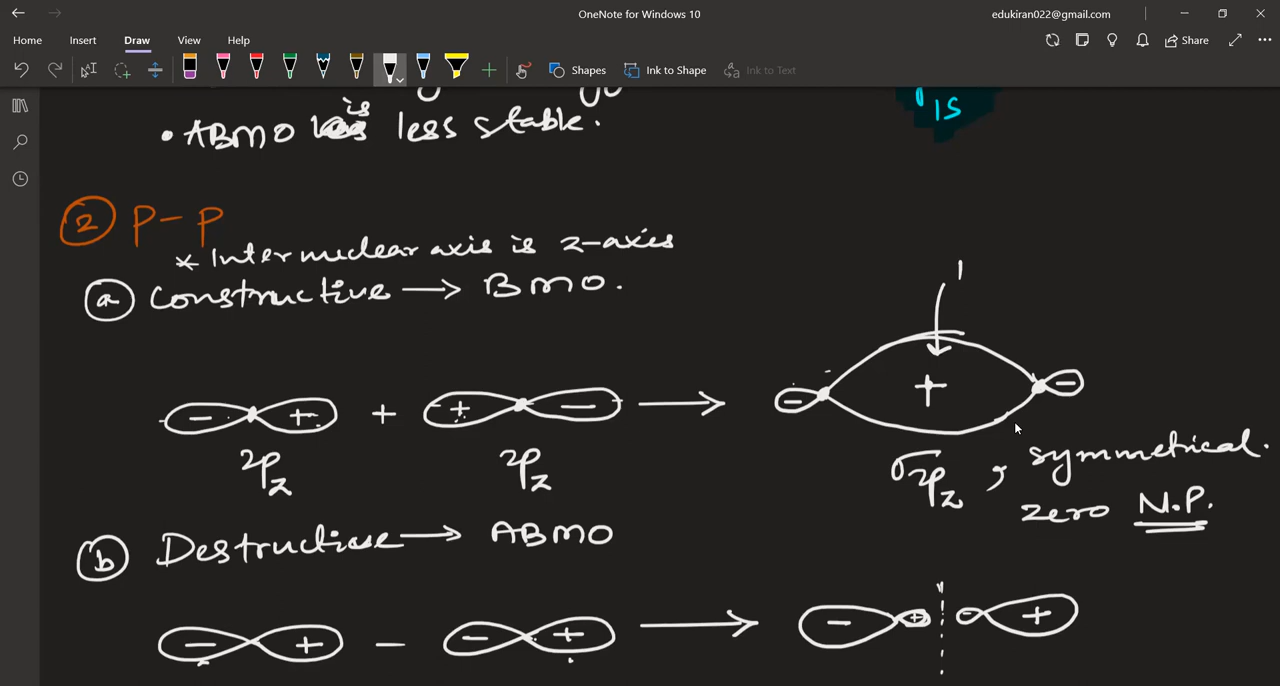 OneNote for Windows 10
edukiran022@gmail.com
Home Insert Draw View Help
Share
Shapes
Ink to Shape
Ink to Text
is
• ABMO less stable.
1S
② P-P
* Internuclear axis is z-axis
ⓐ Constructive → BMO.
- + + + - → - + -
2Pz 2Pz σ2Pz, symmetrical.
zero N.P.
ⓑ Destructive → ABMO
- + - - + → - + - +